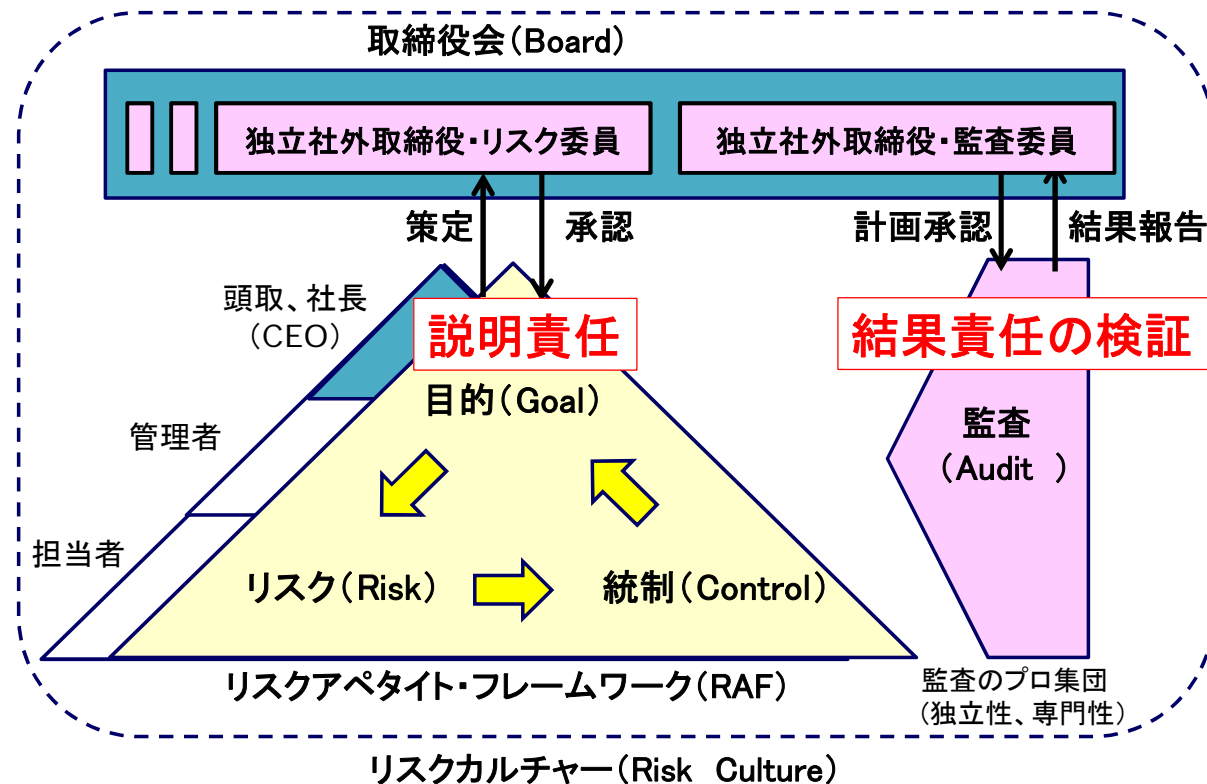 取締役会(Board)
独立社外取締役・リスク委員
独立社外取締役・監査委員
策定
承認
計画承認
結果報告
頭取、社長
(CEO)
説明責任
結果責任の検証
目的(Goal)
管理者
監査
(Audit )
担当者
リスク(Risk)
統制(Control)
リスクアペタイト・フレームワーク(RAF)
監査のプロ集団
(独立性、専門性)
リスクカルチャー(Risk Culture)